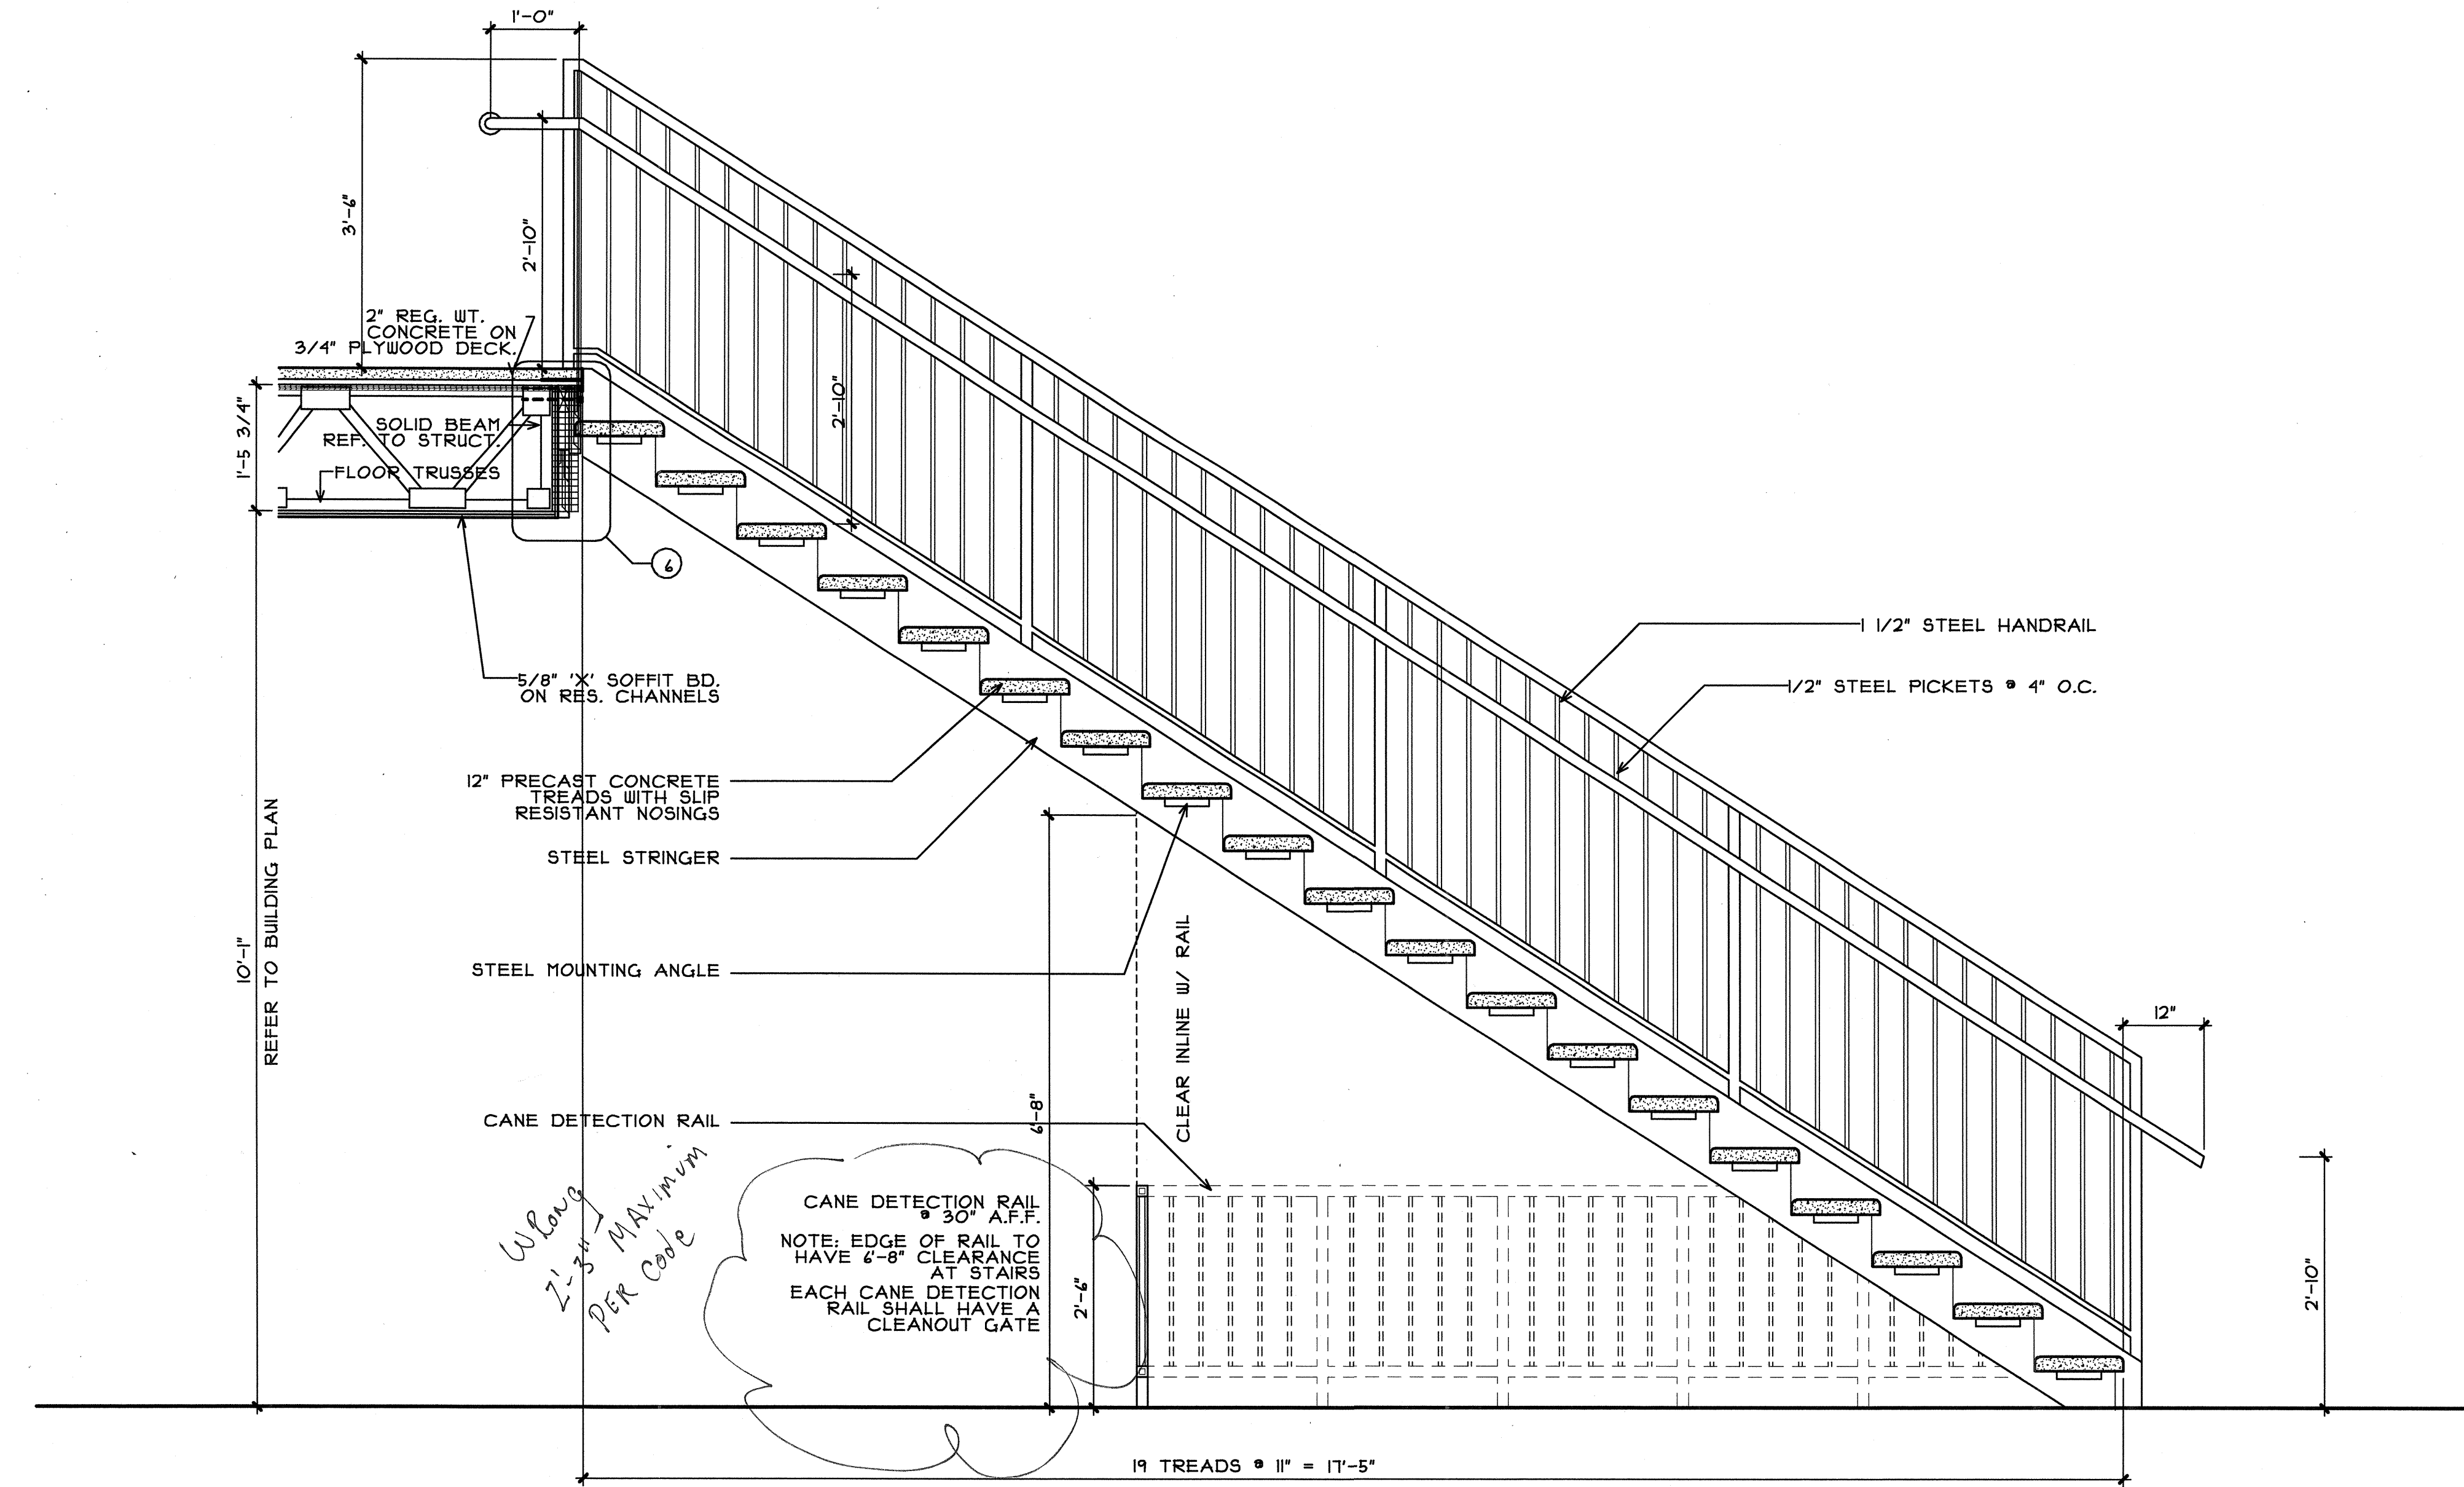 1'-0"
3'-6"
2'-10"
2" REG. WT.
CONCRETE ON
3/4" PLYWOOD DECK.
2'-10"
1'-5 3/4"
SOLID BEAM
REF. TO STRUCT.
FLOOR TRUSSES
6
1 1/2" STEEL HANDRAIL
1/2" STEEL PICKETS @ 4" O.C.
5/8" 'X' SOFFIT BD.
ON RES. CHANNELS
12" PRECAST CONCRETE
TREADS WITH SLIP
RESISTANT NOSINGS
STEEL STRINGER
10'-1"
REFER TO BUILDING PLAN
STEEL MOUNTING ANGLE
CLEAR INLINE W/ RAIL
12"
6'-8"
CANE DETECTION RAIL
WRONG
2'-3" MAXIMUM
PER CODE
CANE DETECTION RAIL
@ 30" A.F.F.
NOTE: EDGE OF RAIL TO
HAVE 6'-8" CLEARANCE
AT STAIRS
EACH CANE DETECTION
RAIL SHALL HAVE A
CLEANOUT GATE
2'-6"
2'-10"
19 TREADS @ 11" = 17'-5"